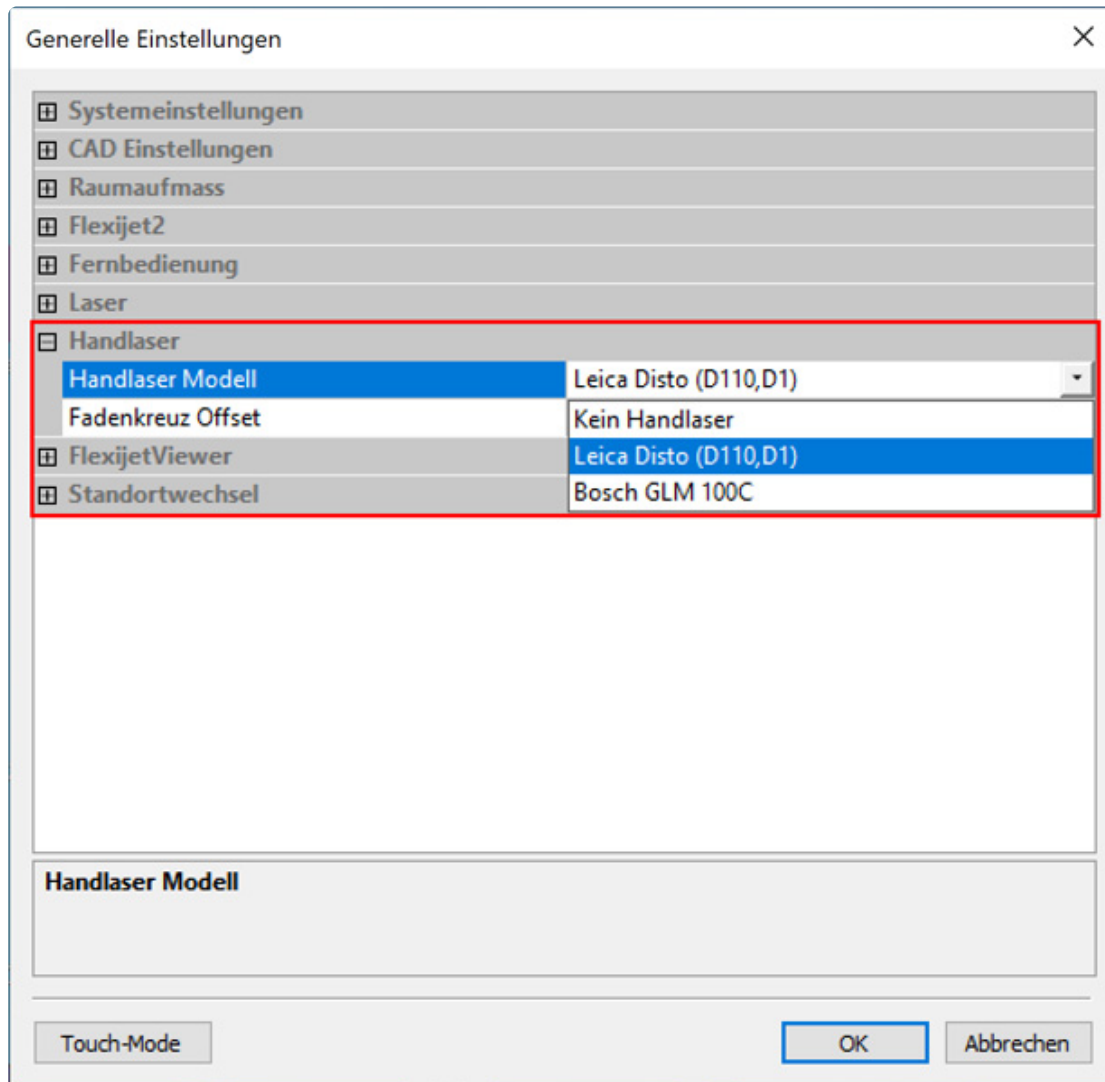 Generelle Einstellungen
Systemeinstellungen
CAD Einstellungen
Raumaufmass
Flexijet2
Fernbedienung
Laser
Handlaser
Handlaser Modell Leica Disto (D110,D1)
Fadenkreuz Offset Kein Handlaser
FlexijetViewer Leica Disto (D110,D1)
Standortwechsel Bosch GLM 100C
Handlaser Modell
Touch-Mode OK Abbrechen